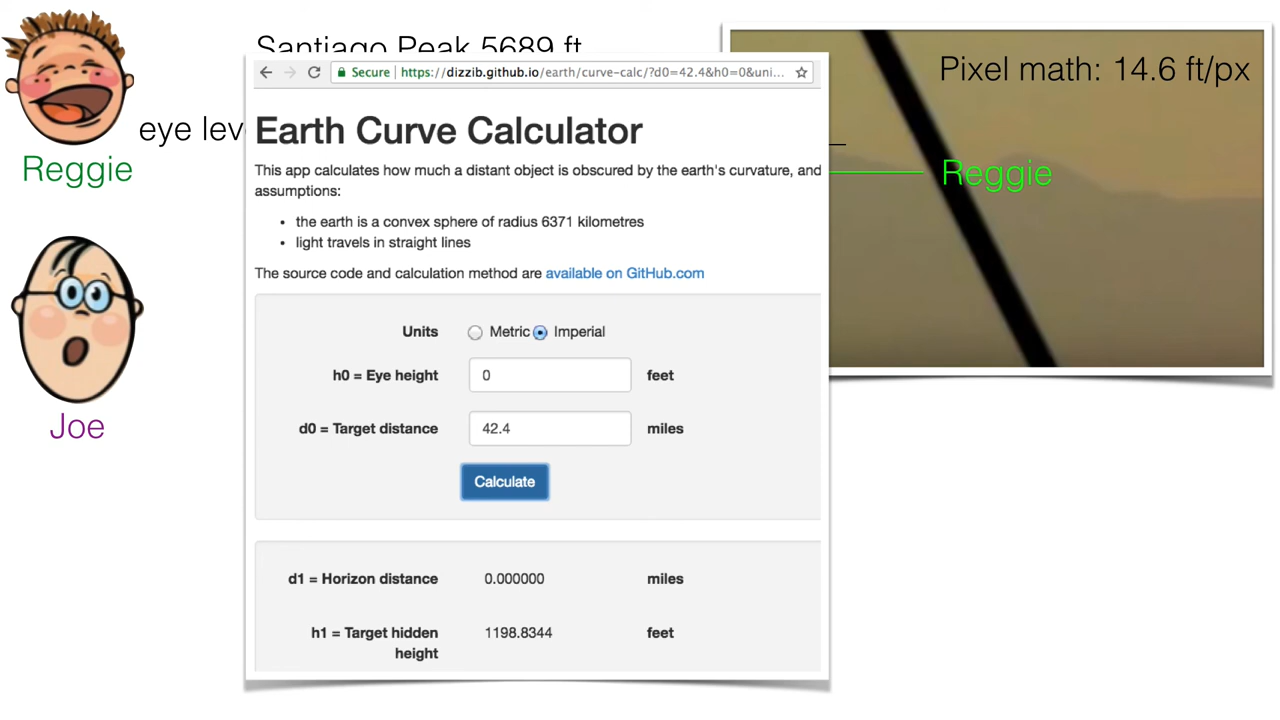 Santiago Peak 5689 ft
eye lev
Reggie
Joe
Secure
https://dizzib.github.io/earth/curve-calc/?d0=42.4&h0=0&uni...
Earth Curve Calculator
This app calculates how much a distant object is obscured by the earth's curvature, and
assumptions:
the earth is a convex sphere of radius 6371 kilometres
light travels in straight lines
The source code and calculation method are available on GitHub.com
Units Metric Imperial
h0 = Eye height 0 feet
d0 = Target distance 42.4 miles
Calculate
d1 = Horizon distance 0.000000 miles
h1 = Target hidden 1198.8344 feet
height
Pixel math: 14.6 ft/px
Reggie